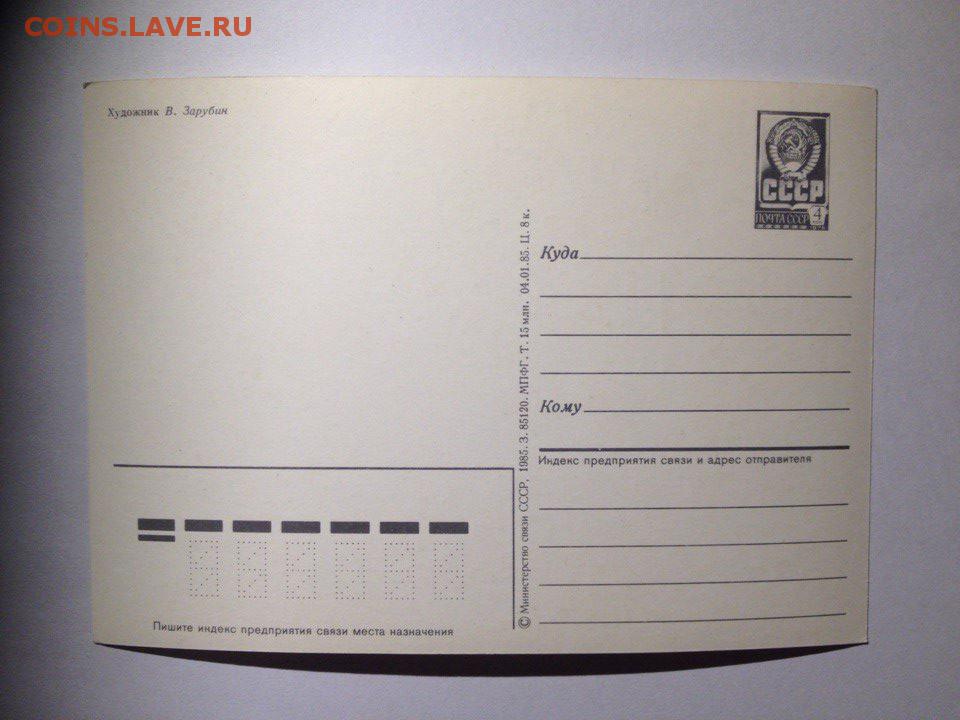 COINS.LAVE.RU
Художник В. Зарубин
СССР
ПОЧТА СССР
4
Куда
Кому
Индекс предприятия связи и адрес отправителя
© Министерство связи СССР, 1985. З. 85120. МПФГ. Т. 15 млн. 04.01.85. Ц. 8 к.
Пишите индекс предприятия связи места назначения